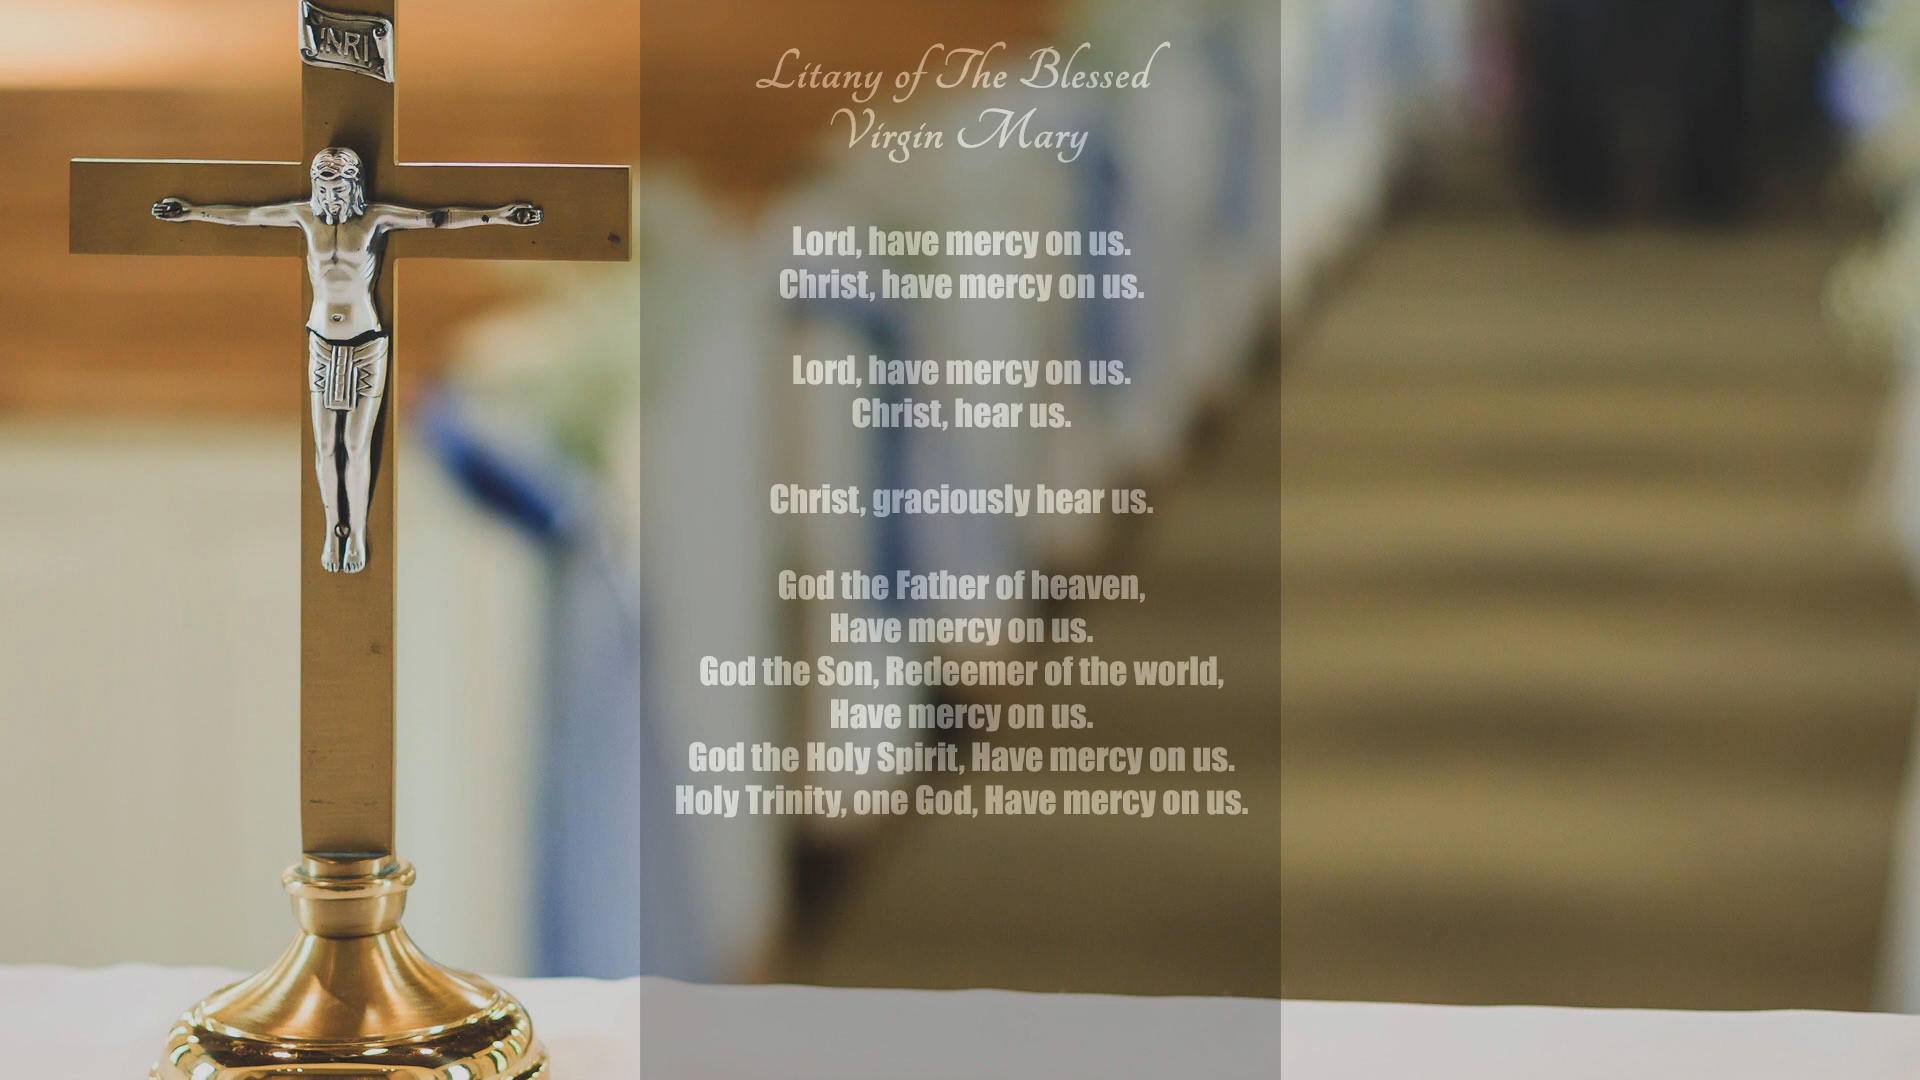 INRI
Litany of The Blessed
Virgin Mary
Lord, have mercy on us.
Christ, have mercy on us.
Lord, have mercy on us.
Christ, hear us.
Christ, graciously hear us.
God the Father of heaven,
Have mercy on us.
God the Son, Redeemer of the world,
Have mercy on us.
God the Holy Spirit, Have mercy on us.
Holy Trinity, one God, Have mercy on us.